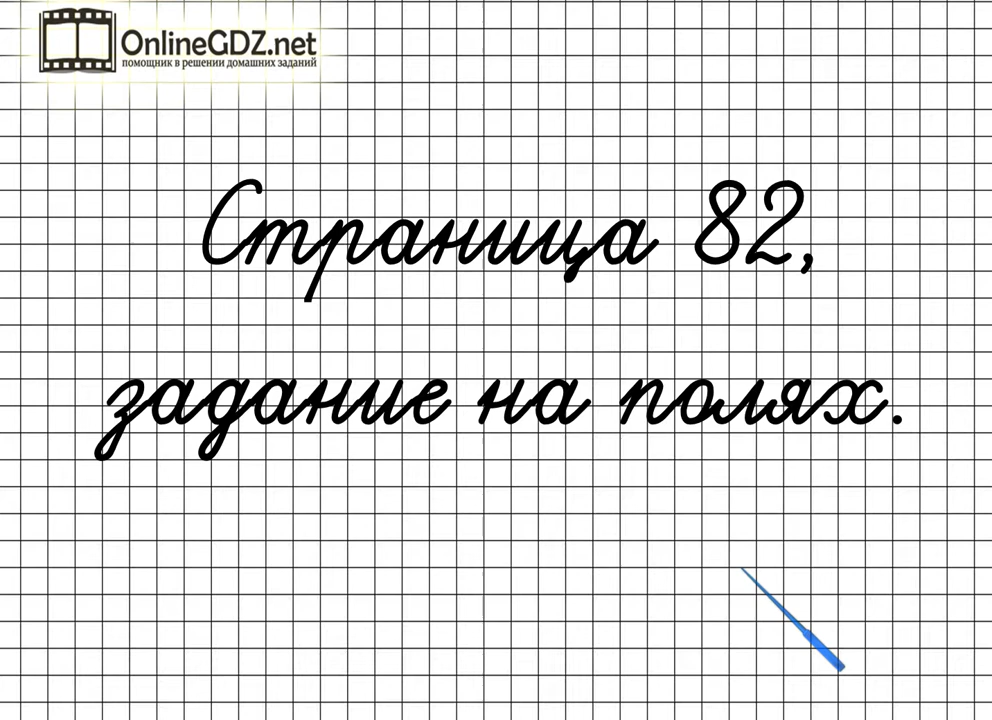 OnlineGDZ.net
помощник в решении домашних заданий
Страница 82,
задание на полях.